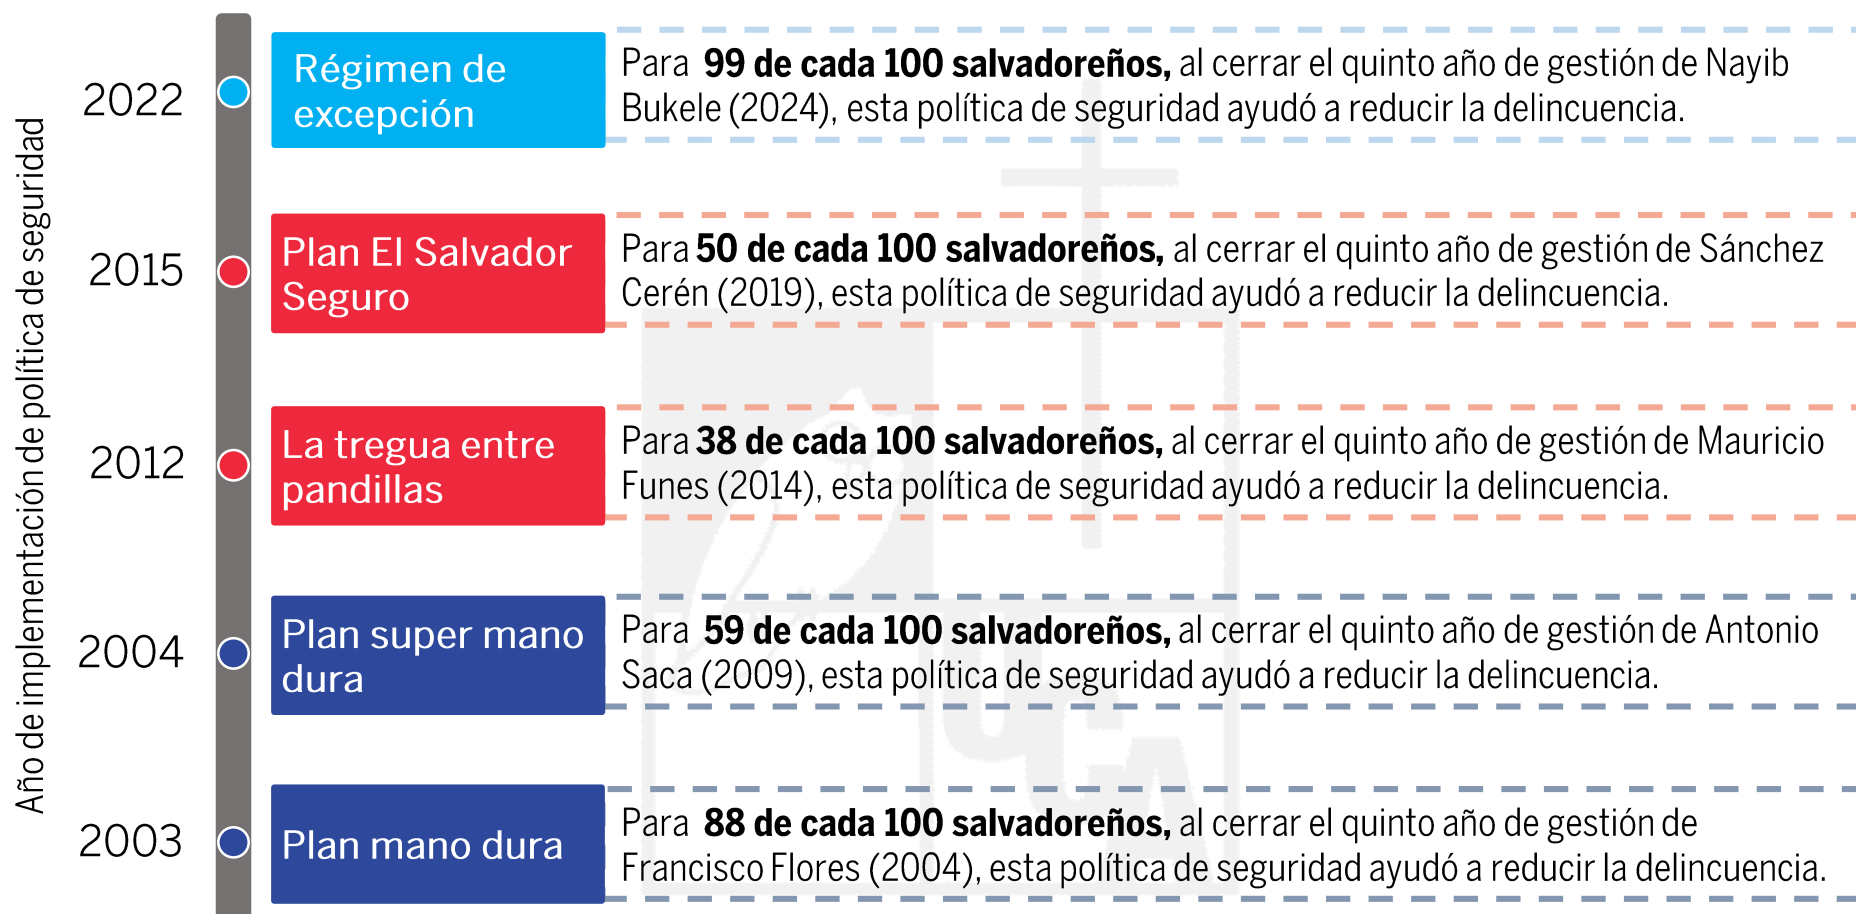 Año de implementación de política de seguridad
2022
Régimen de
excepción
Para 99 de cada 100 salvadoreños, al cerrar el quinto año de gestión de Nayib
Bukele (2024), esta política de seguridad ayudó a reducir la delincuencia.
2015
Plan El Salvador
Seguro
Para 50 de cada 100 salvadoreños, al cerrar el quinto año de gestión de Sánchez
Cerén (2019), esta política de seguridad ayudó a reducir la delincuencia.
2012
La tregua entre
pandillas
Para 38 de cada 100 salvadoreños, al cerrar el quinto año de gestión de Mauricio
Funes (2014), esta política de seguridad ayudó a reducir la delincuencia.
2004
Plan super mano
dura
Para 59 de cada 100 salvadoreños, al cerrar el quinto año de gestión de Antonio
Saca (2009), esta política de seguridad ayudó a reducir la delincuencia.
2003
Plan mano dura
Para 88 de cada 100 salvadoreños, al cerrar el quinto año de gestión de
Francisco Flores (2004), esta política de seguridad ayudó a reducir la delincuencia.
UCA